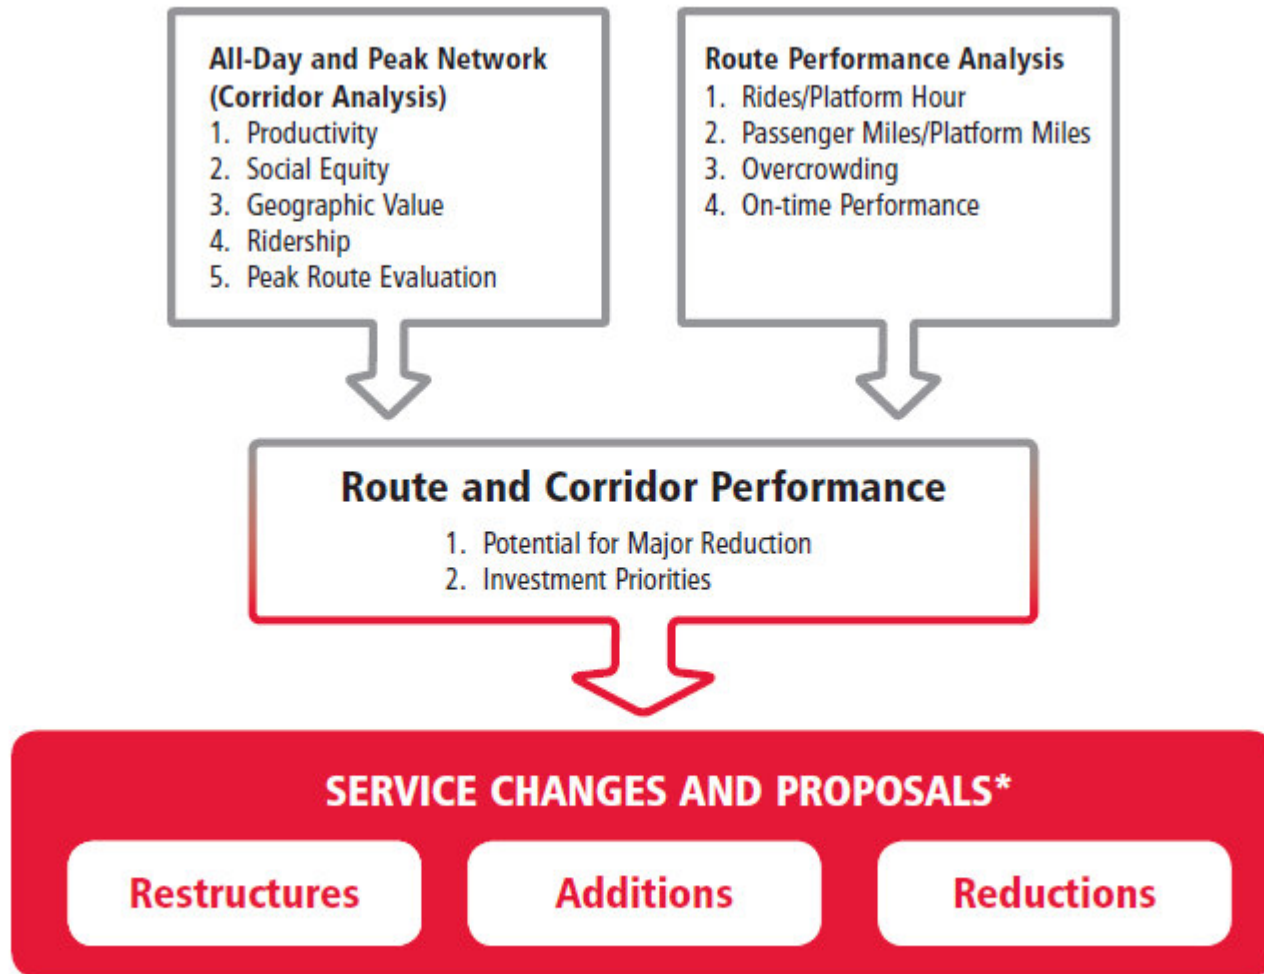 All-Day and Peak Network
(Corridor Analysis)
1. Productivity
2. Social Equity
3. Geographic Value
4. Ridership
5. Peak Route Evaluation
Route Performance Analysis
1. Rides/Platform Hour
2. Passenger Miles/Platform Miles
3. Overcrowding
4. On-time Performance
Route and Corridor Performance
1. Potential for Major Reduction
2. Investment Priorities
SERVICE CHANGES AND PROPOSALS*
Restructures
Additions
Reductions